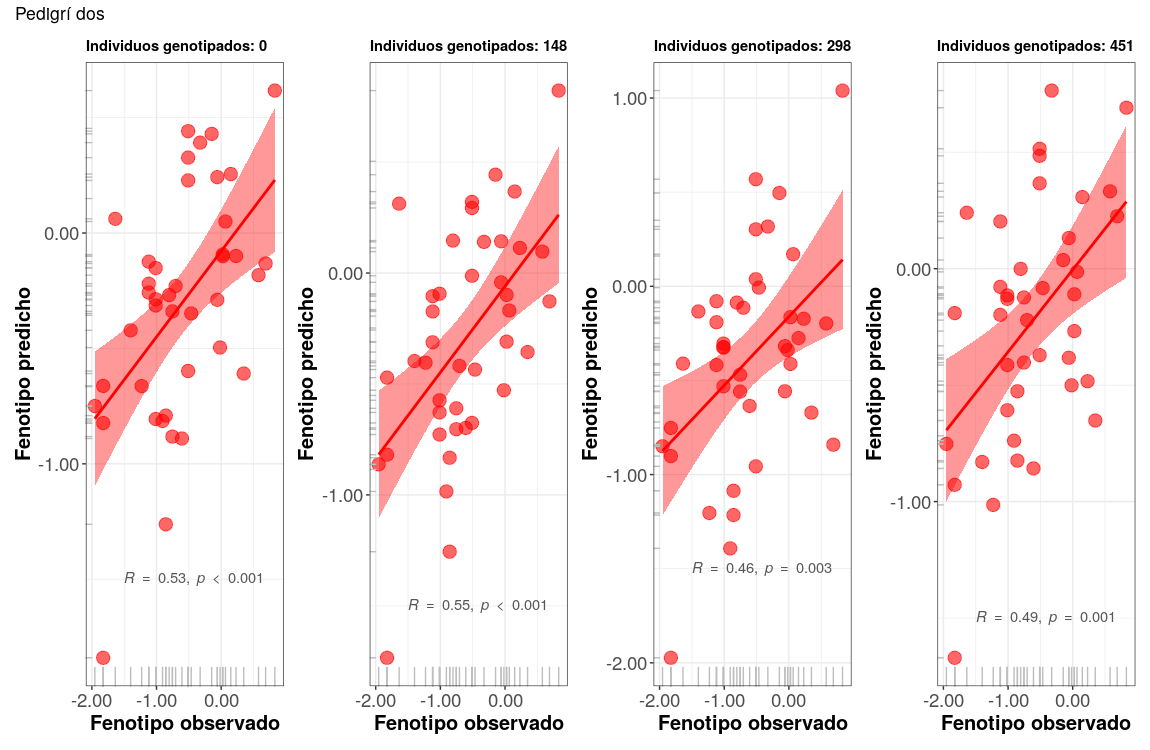 Pedigrí dos
Individuos genotipados: 0
Individuos genotipados: 148
Individuos genotipados: 298
Individuos genotipados: 451
Fenotipo predicho
0.00
-1.00
R = 0.53, p < 0.001
-2.00 -1.00 0.00
Fenotipo observado
Fenotipo predicho
0.00
-1.00
R = 0.55, p < 0.001
-2.00 -1.00 0.00
Fenotipo observado
Fenotipo predicho
1.00
0.00
-1.00
-2.00
R = 0.46, p = 0.003
-2.00 -1.00 0.00
Fenotipo observado
Fenotipo predicho
0.00
-1.00
R = 0.49, p = 0.001
-2.00 -1.00 0.00
Fenotipo observado